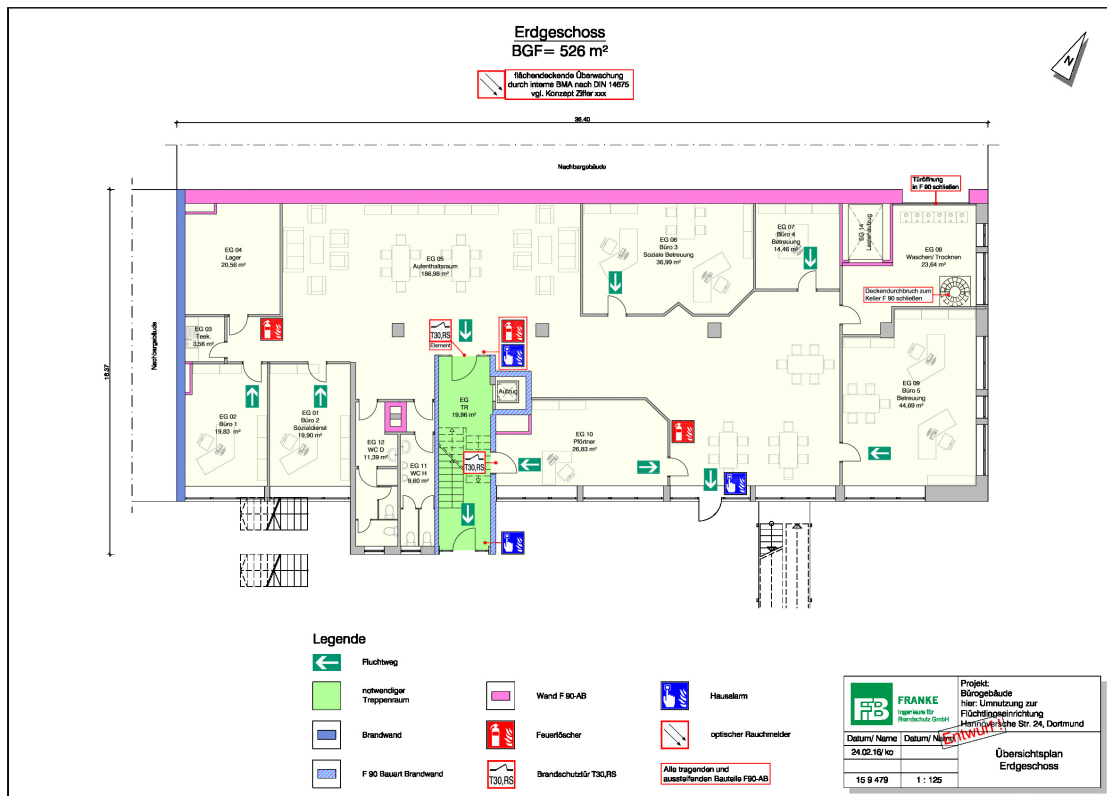 Erdgeschoss
BGF= 526 m²
N
flächendeckende Überwachung
durch interne BMA nach DIN 14675
vgl. Konzept Ziffer xxx
36.40
Nachbargebäude
Türöffnung
in F 90 schließen
EG 04
Lager
20,56 m²
EG 05
Aufenthaltsraum
186,98 m²
EG 06
Büro 3
Soziale Betreuung
36,99 m²
EG 07
Büro 4
Betreuung
14,46 m²
EG 14
Lastenaufzug
EG 08
Waschen/ Trocknen
23,64 m²
Deckendurchbruch zum
Keller F 90 schließen
Nachbargebäude
16.37
EG 03
Teek.
3,56 m²
T30,RS
Element
EG
TR
19,96 m²
Aufzug
EG 02
Büro 1
19,83 m²
EG 01
Büro 2
Sozialdienst
19,90 m²
EG 12
WC D
11,39 m²
EG 11
WC H
9,60 m²
T30,RS
EG 10
Pförtner
26,83 m²
EG 09
Büro 5
Betreuung
44,69 m²
Legende
Fluchtweg
notwendiger
Treppenraum
Brandwand
F 90 Bauart Brandwand
Wand F 90-AB
Feuerlöscher
T30,RS
Brandschutztür T30,RS
Hausalarm
optischer Rauchmelder
Alle tragenden und
aussteifenden Bauteile F90-AB
FFB
FRANKE
Ingenieure für
Brandschutz GmbH
Projekt:
Bürogebäude
hier: Umnutzung zur
Flüchtlingseinrichtung
Hannoversche Str. 24, Dortmund
Entwurf !
Datum/ Name
Datum/ Name
24.02.16/ ko
15 9 479
1 : 125
Übersichtsplan
Erdgeschoss